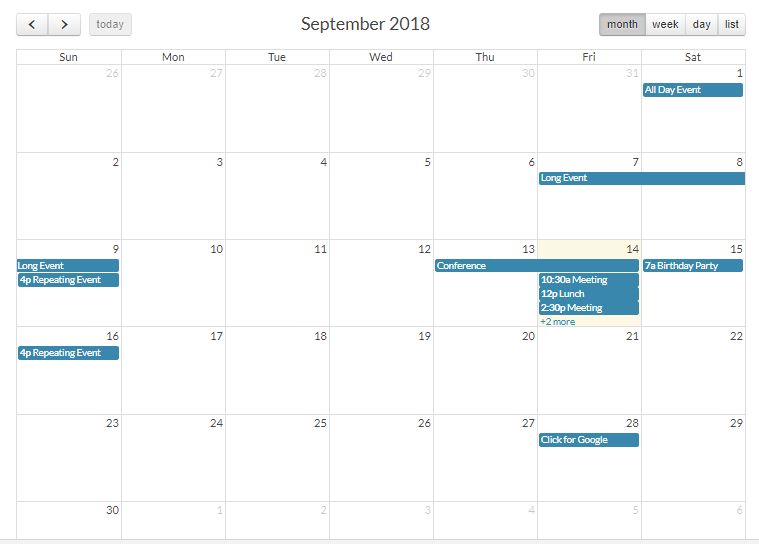 today
September 2018
month week day list
Sun Mon Tue Wed Thu Fri Sat
26 27 28 29 30 31 1
All Day Event
2 3 4 5 6 7 8
Long Event
9 10 11 12 13 14 15
Long Event Conference 7a Birthday Party
4p Repeating Event 10:30a Meeting
12p Lunch
2:30p Meeting
+2 more
16 17 18 19 20 21 22
4p Repeating Event
23 24 25 26 27 28 29
Click for Google
30 1 2 3 4 5 6